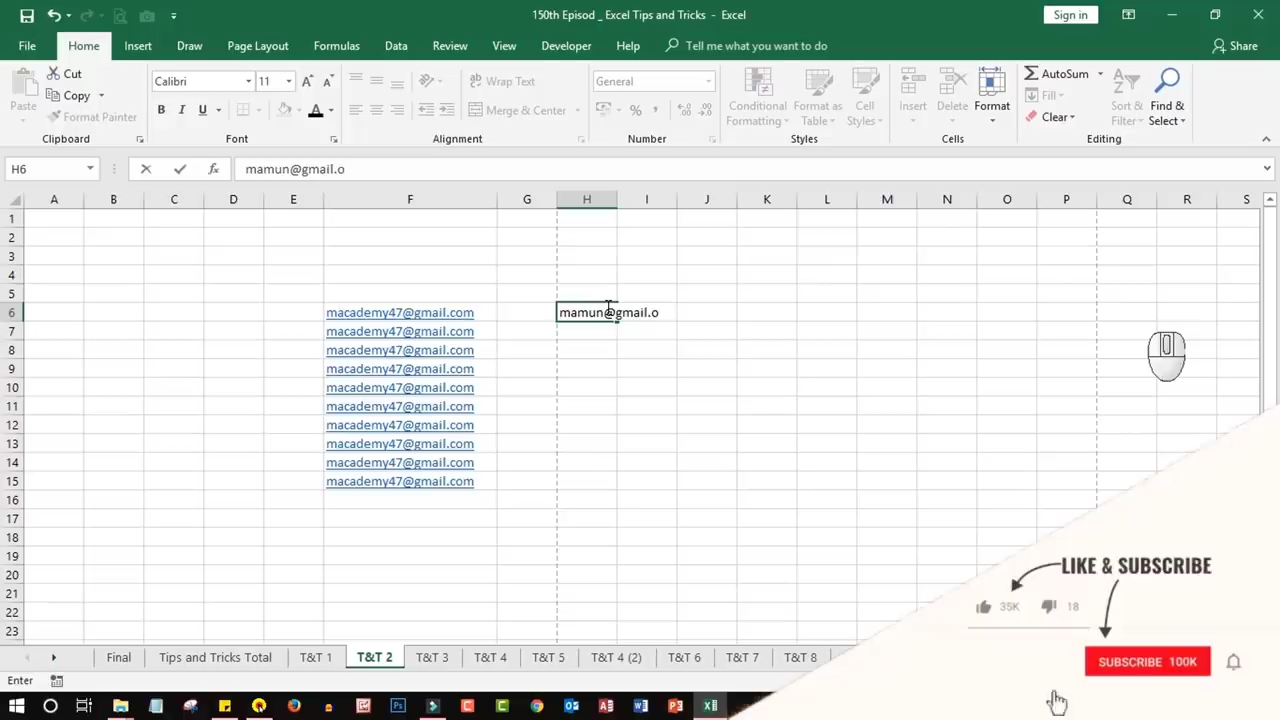 150th Episod _ Excel Tips and Tricks - Excel
Sign in
File Home Insert Draw Page Layout Formulas Data Review View Developer Help Tell me what you want to do Share
Paste Cut Copy Format Painter
Calibri 11 Wrap Text Merge & Center General
Conditional Formatting Format as Table Cell Styles
Insert Delete Format
AutoSum Fill Clear Sort & Filter Find & Select
Clipboard Font Alignment Number Styles Cells Editing
H6 mamun@gmail.o
A B C D E F G H I J K L M N O P Q R S
1
2
3
4
5
6 macademy47@gmail.com mamun@gmail.o
7 macademy47@gmail.com
8 macademy47@gmail.com
9 macademy47@gmail.com
10 macademy47@gmail.com
11 macademy47@gmail.com
12 macademy47@gmail.com
13 macademy47@gmail.com
14 macademy47@gmail.com
15 macademy47@gmail.com
16
17
18
19
20
21
22
23
LIKE & SUBSCRIBE
35K 18
SUBSCRIBE 100K
Final Tips and Tricks Total T&T 1 T&T 2 T&T 3 T&T 4 T&T 5 T&T 4 (2) T&T 6 T&T 7 T&T 8
Enter